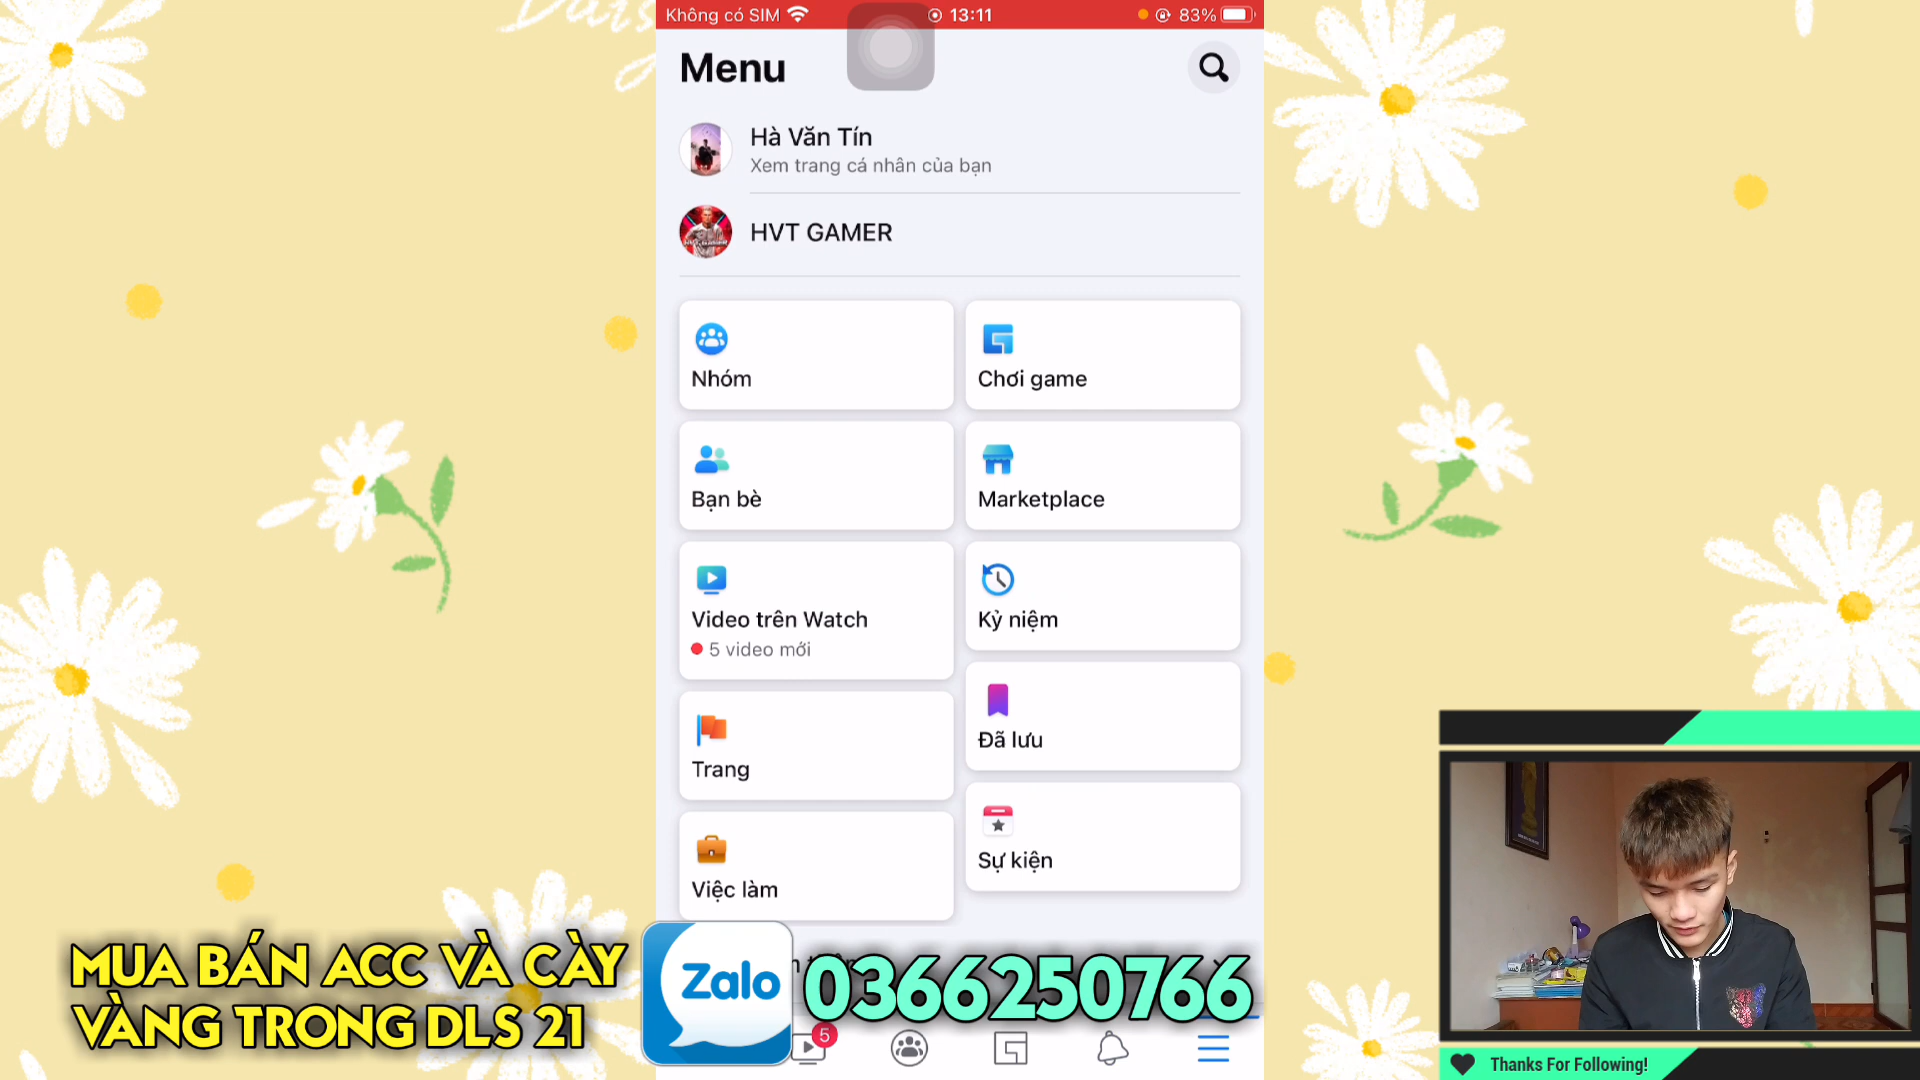 Không có SIM
13:11
83%
Menu
Hà Văn Tín
Xem trang cá nhân của bạn
HVT GAMER
Nhóm
Chơi game
Bạn bè
Marketplace
Video trên Watch
5 video mới
Kỷ niệm
Trang
Đã lưu
Việc làm
Sự kiện
MUA BÁN ACC VÀ CÀY
VÀNG TRONG DLS 21
Zalo
0366250766
5
Thanks For Following!